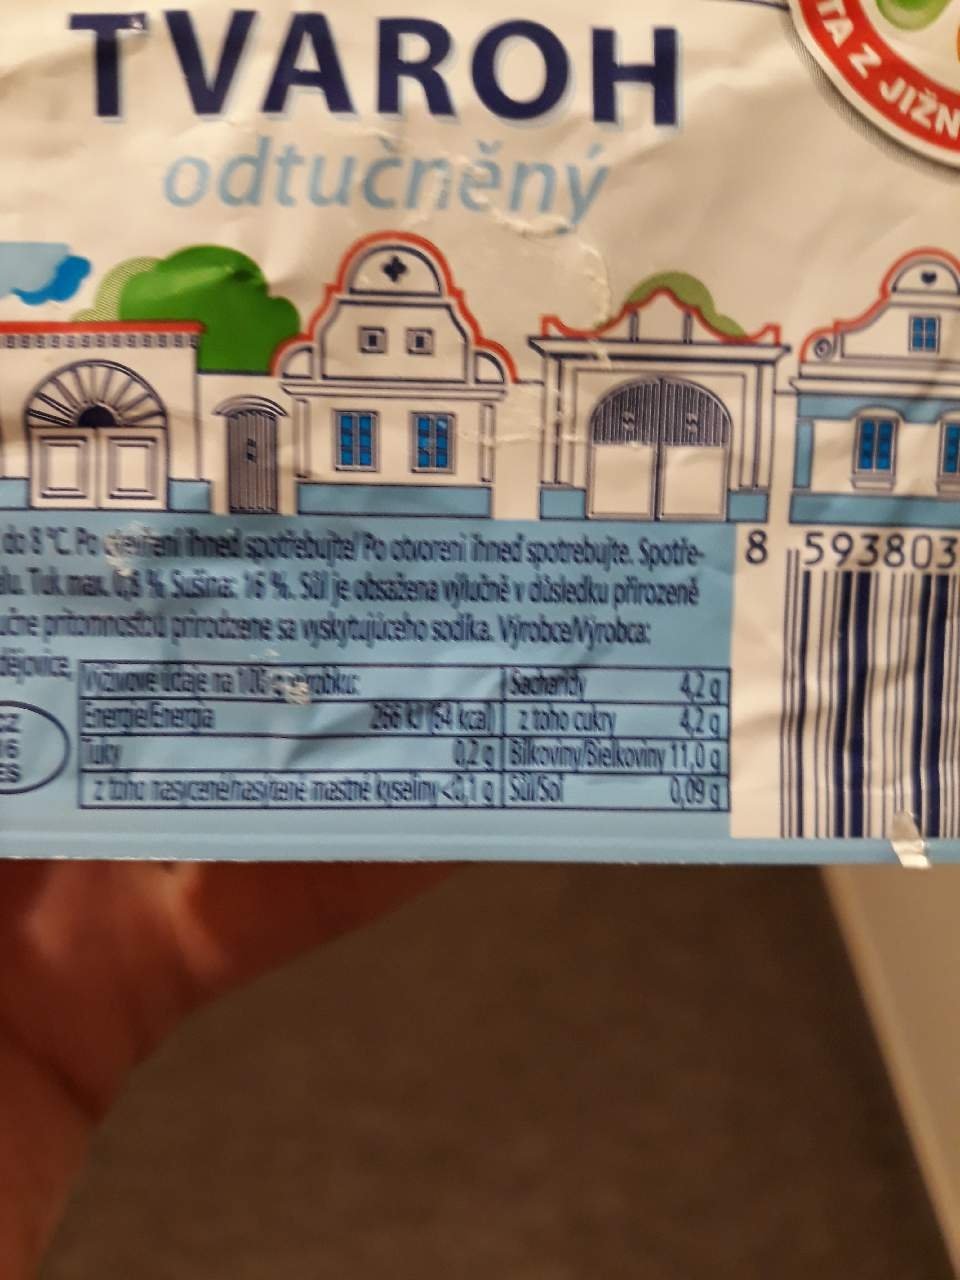 TVAROH
odtučněný
TA Z JIŽN
do 8 °C. Po otevření ihned spotřebujte/ Po otvorení ihneď spotrebujte. Spotře-
Tuk max. 0,8 % Sušina: 16 %. Sůl je obsažena výlučně v důsledku přirozeně
prítomnosťou prirodzene sa vyskytujúceho sodíka. Výrobce/Výrobca:
dějovice,
CZ
16
ES
Výživové údaje na 100 g výrobku:
Sacharidy 4,2 g
Energie/Energia 266 kJ (64 kcal) z toho cukry 4,2 g
Tuky 0,2 g Bílkoviny/Bielkoviny 11,0 g
z toho nasycené/nasýtené mastné kyseliny <0,1 g Sůl/Soľ 0,09 g
8 593803